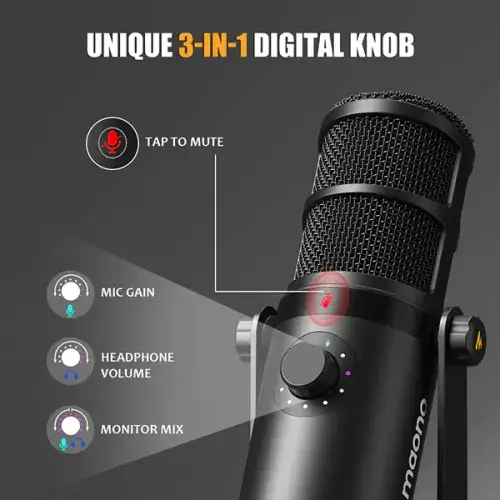 UNIQUE 3-IN-1 DIGITAL KNOB
TAP TO MUTE
MIC GAIN
HEADPHONE
VOLUME
MONITOR MIX
maono